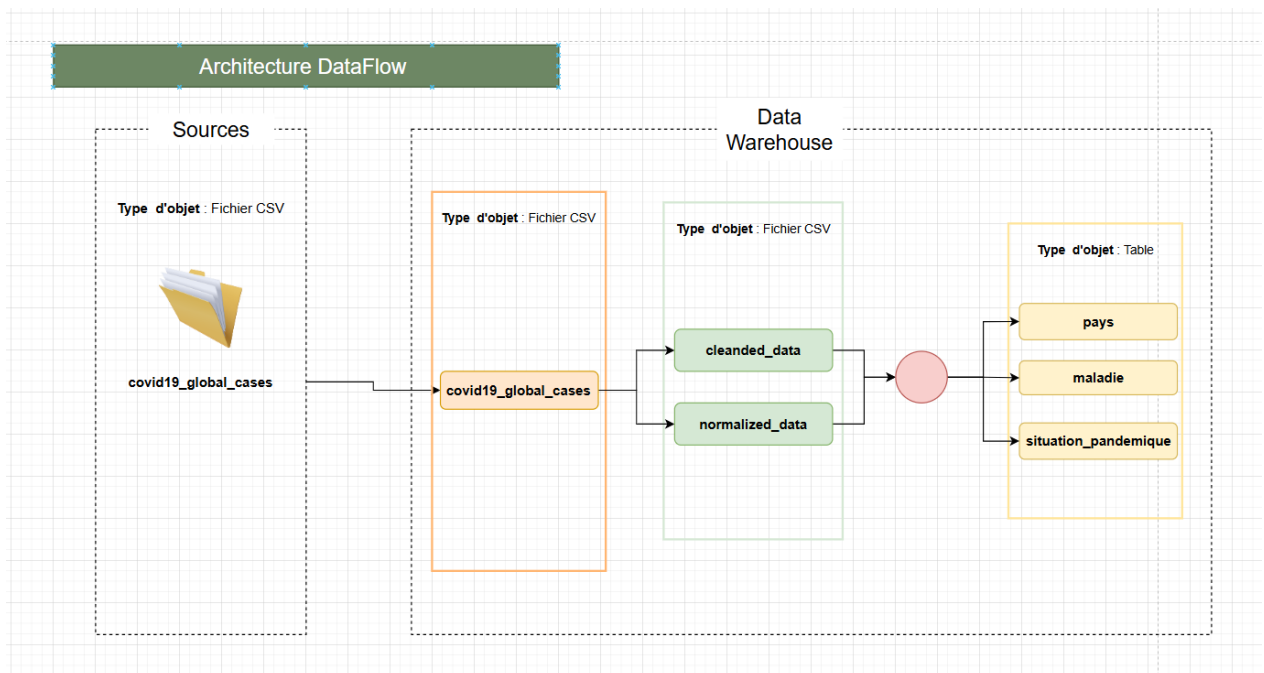 Architecture DataFlow
Sources
Data
Warehouse
Type d'objet : Fichier CSV
covid19_global_cases
Type d'objet : Fichier CSV
covid19_global_cases
Type d'objet : Fichier CSV
cleanded_data
normalized_data
Type d'objet : Table
pays
maladie
situation_pandemique